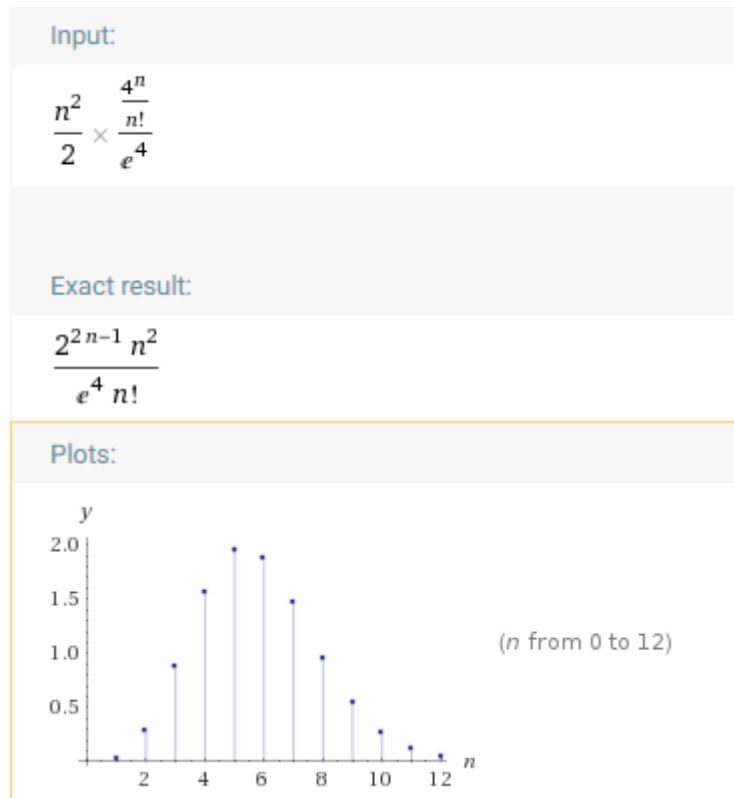 Input:
n^2/2 × (4^n/n!)/e^4
Exact result:
2^(2 n−1) n^2
e^4 n!
Plots:
y
2.0
1.5
1.0
0.5
(n from 0 to 12)
2 4 6 8 10 12 n